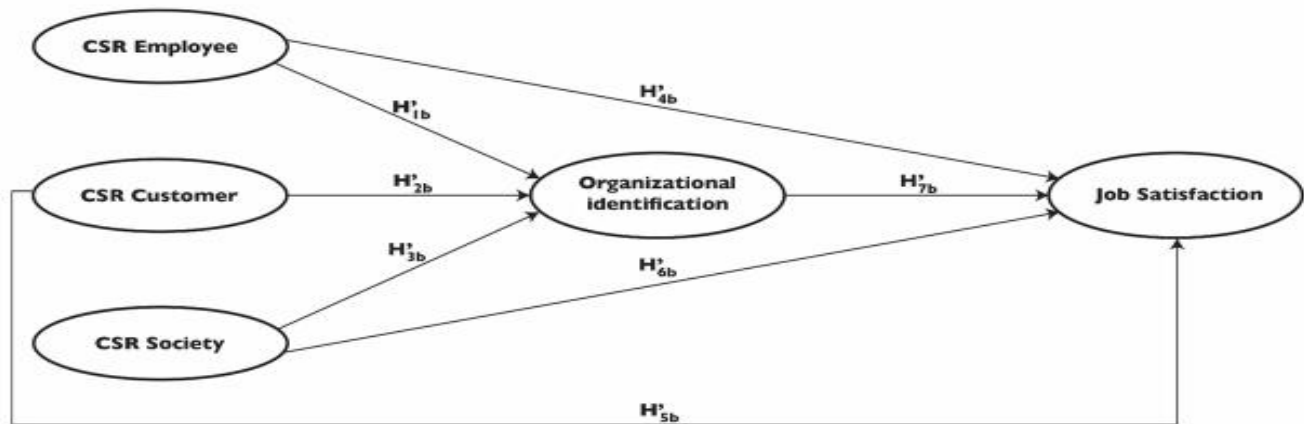 CSR Employee
H'4b
H'1b
CSR Customer
H'2b
Organizational
identification
H'7b
Job Satisfaction
H'3b
H'6b
CSR Society
H'5b